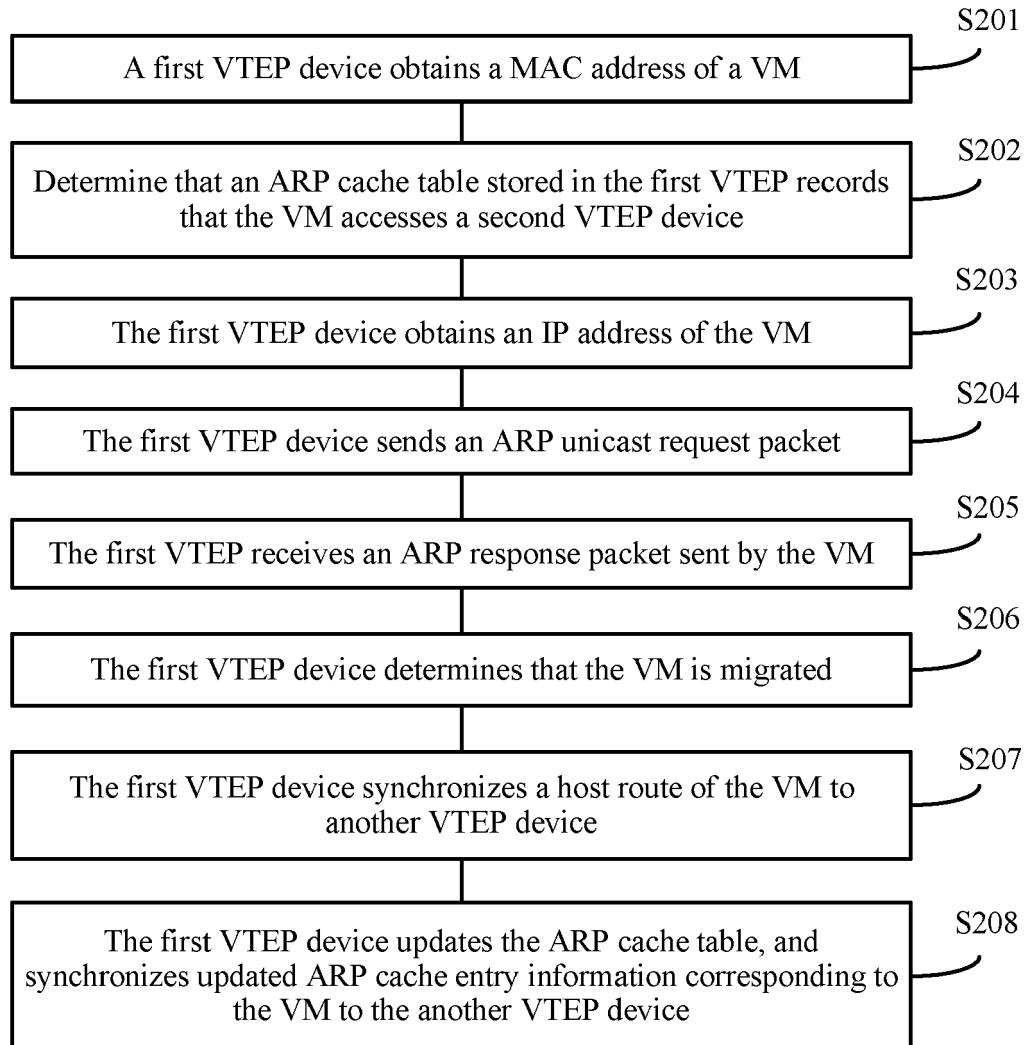 S201
A first VTEP device obtains a MAC address of a VM
S202
Determine that an ARP cache table stored in the first VTEP records
that the VM accesses a second VTEP device
S203
The first VTEP device obtains an IP address of the VM
S204
The first VTEP device sends an ARP unicast request packet
S205
The first VTEP receives an ARP response packet sent by the VM
S206
The first VTEP device determines that the VM is migrated
S207
The first VTEP device synchronizes a host route of the VM to
another VTEP device
S208
The first VTEP device updates the ARP cache table, and
synchronizes updated ARP cache entry information corresponding to
the VM to the another VTEP device